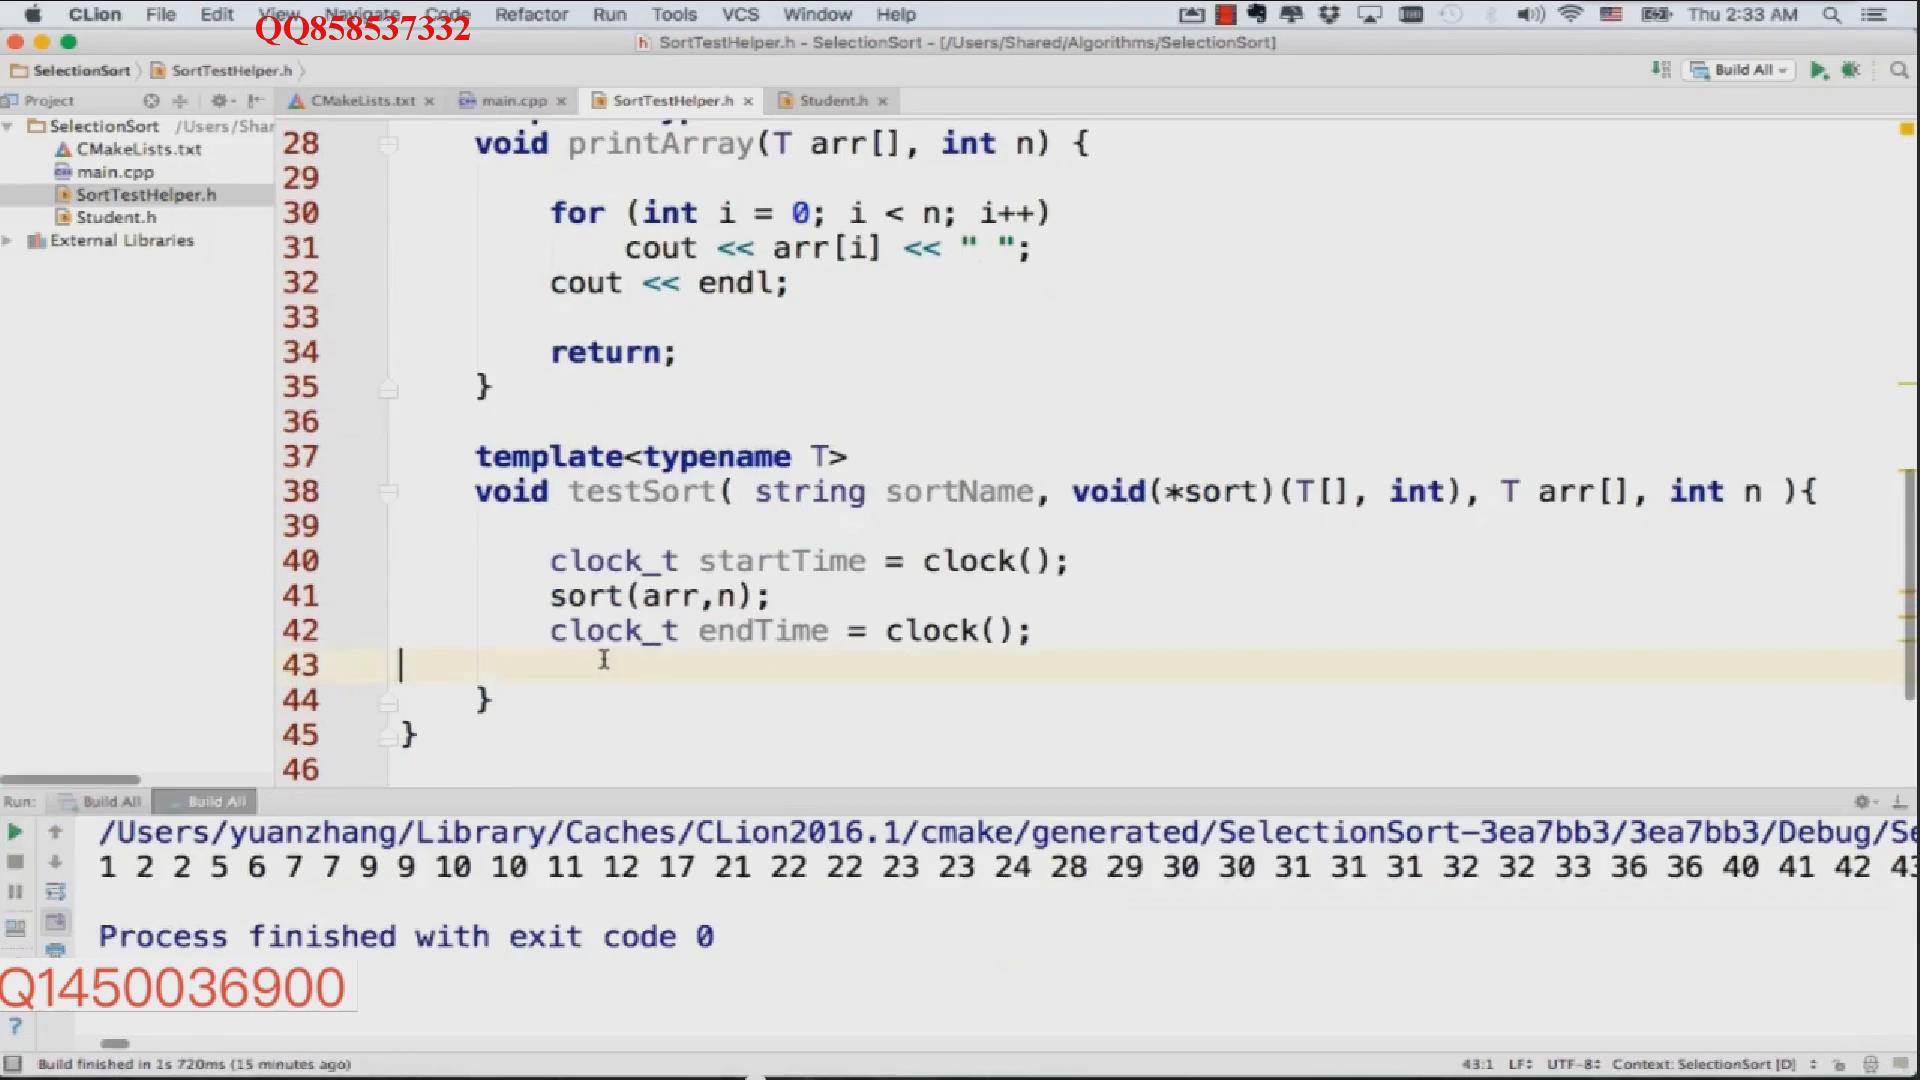 CLion File Edit View Navigate Code Refactor Run Tools VCS Window Help Thu 2:33 AM
QQ858537332
SortTestHelper.h - SelectionSort - [/Users/Shared/Algorithms/SelectionSort]
SelectionSort SortTestHelper.h Build All
Project CMakeLists.txt main.cpp SortTestHelper.h Student.h
SelectionSort /Users/Shar
CMakeLists.txt
main.cpp
SortTestHelper.h
Student.h
External Libraries
28 void printArray(T arr[], int n) {
29
30 for (int i = 0; i < n; i++)
31 cout << arr[i] << " ";
32 cout << endl;
33
34 return;
35 }
36
37 template<typename T>
38 void testSort( string sortName, void(*sort)(T[], int), T arr[], int n ){
39
40 clock_t startTime = clock();
41 sort(arr,n);
42 clock_t endTime = clock();
43
44 }
45 }
46
Run: Build All Build All
/Users/yuanzhang/Library/Caches/CLion2016.1/cmake/generated/SelectionSort-3ea7bb3/3ea7bb3/Debug/Se
1 2 2 5 6 7 7 9 9 10 10 11 12 17 21 22 22 23 23 24 28 29 30 30 31 31 31 32 32 33 36 36 40 41 42 43
Process finished with exit code 0
Q1450036900
Build finished in 1s 720ms (15 minutes ago) 43:1 LF UTF-8 Context: SelectionSort [D]